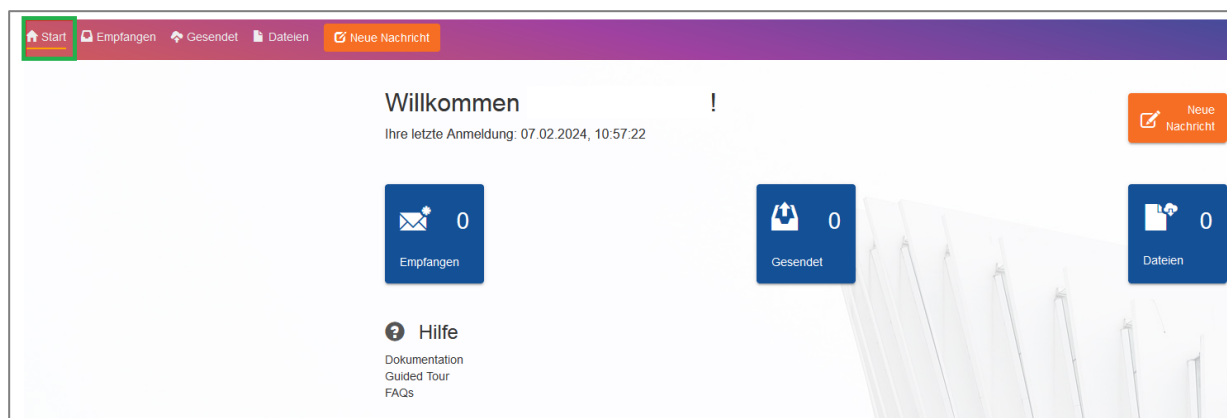 Start Empfangen Gesendet Dateien Neue Nachricht
Willkommen !
Ihre letzte Anmeldung: 07.02.2024, 10:57:22
Neue
Nachricht
0
Empfangen
0
Gesendet
0
Dateien
Hilfe
Dokumentation
Guided Tour
FAQs